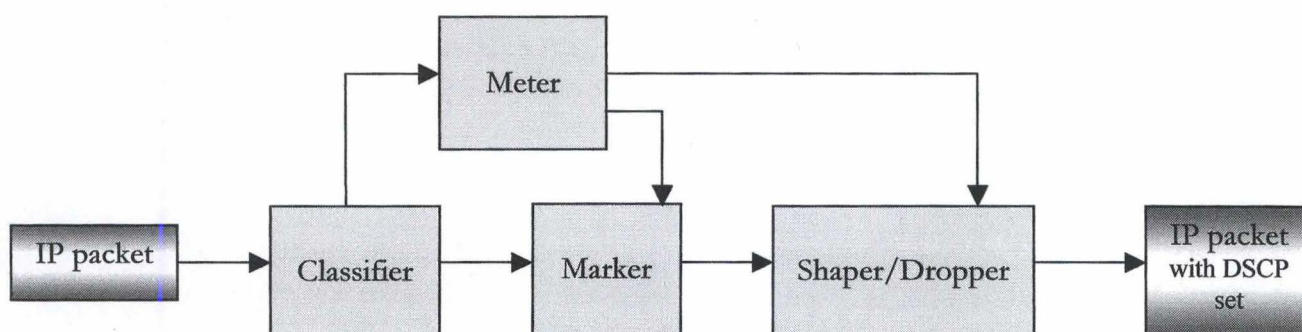 Meter
IP packet
Classifier
Marker
Shaper/Dropper
IP packet
with DSCP
set